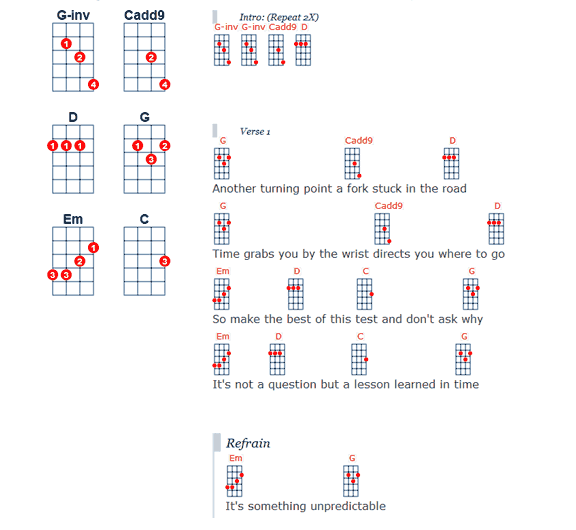 G-inv Cadd9
1
2 2
4 4
D G
1 1 1 1 2
3
Em C
1
2 3
3 3
Intro: (Repeat 2X)
G-inv G-inv Cadd9 D
Verse 1
G Cadd9 D
Another turning point a fork stuck in the road
G Cadd9 D
Time grabs you by the wrist directs you where to go
Em D C G
So make the best of this test and don't ask why
Em D C G
It's not a question but a lesson learned in time
Refrain
Em G
It's something unpredictable